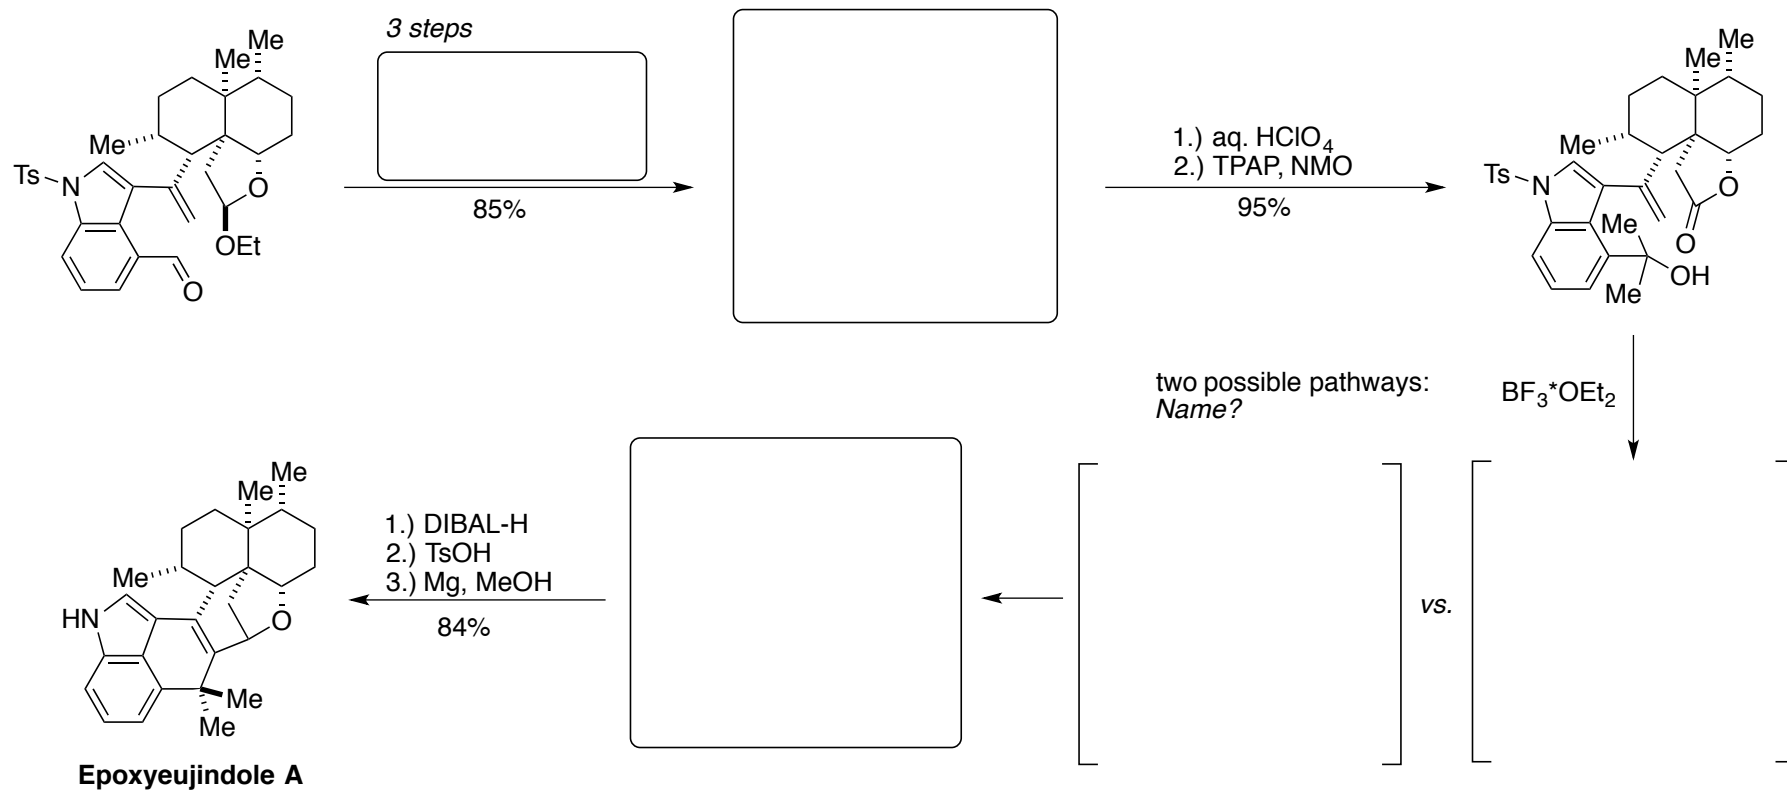 3 steps
85%
1.) aq. HClO4
2.) TPAP, NMO
95%
Me
Me
Me
Ts
N
O
OEt
O
Me
Me
Me
Ts
N
O
O
Me
OH
Me
two possible pathways:
Name?
BF3*OEt2
vs.
1.) DIBAL-H
2.) TsOH
3.) Mg, MeOH
84%
Me
Me
Me
HN
O
Me
Me
Epoxyeujindole A